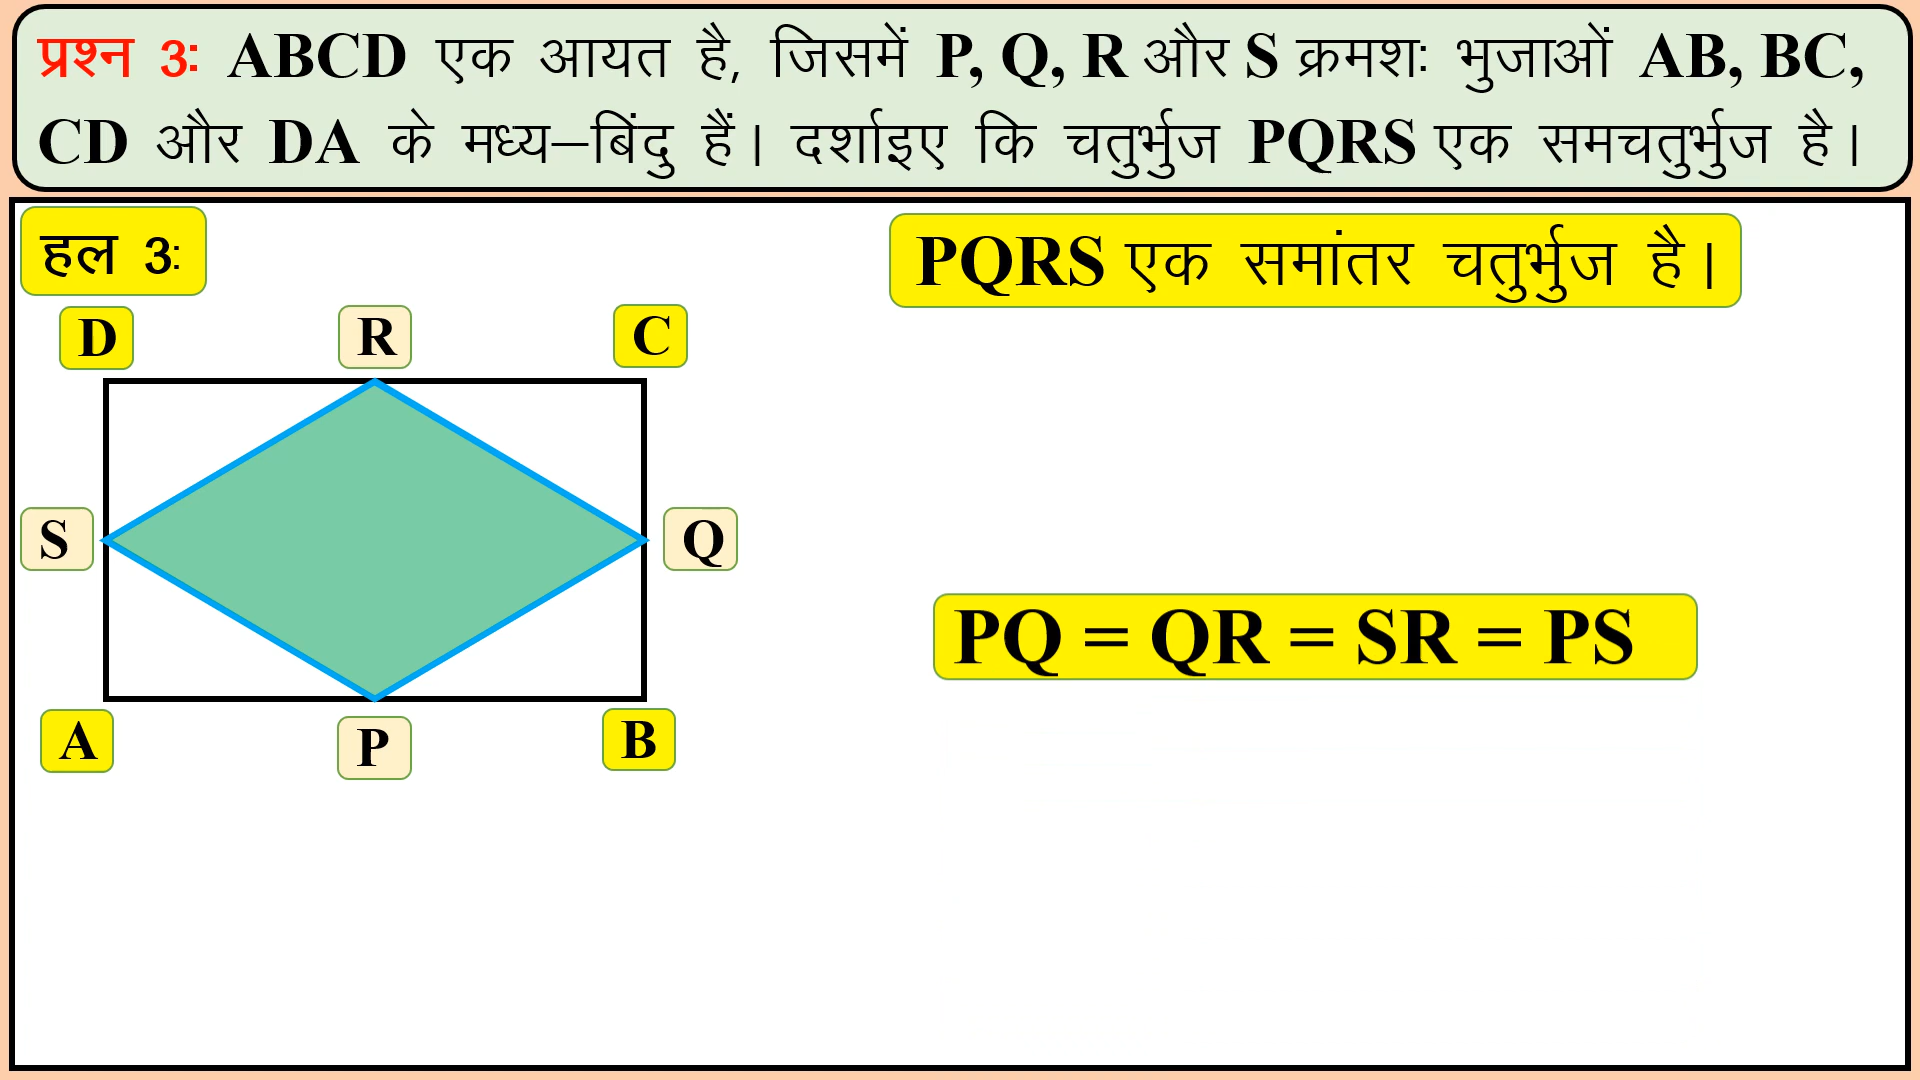 प्रश्न 3: ABCD एक आयत है, जिसमें P, Q, R और S क्रमशः भुजाओं AB, BC,
CD और DA के मध्य–बिंदु हैं। दर्शाइए कि चतुर्भुज PQRS एक समचतुर्भुज है।
हल 3:
PQRS एक समांतर चतुर्भुज है।
D R C
S Q
PQ = QR = SR = PS
A P B